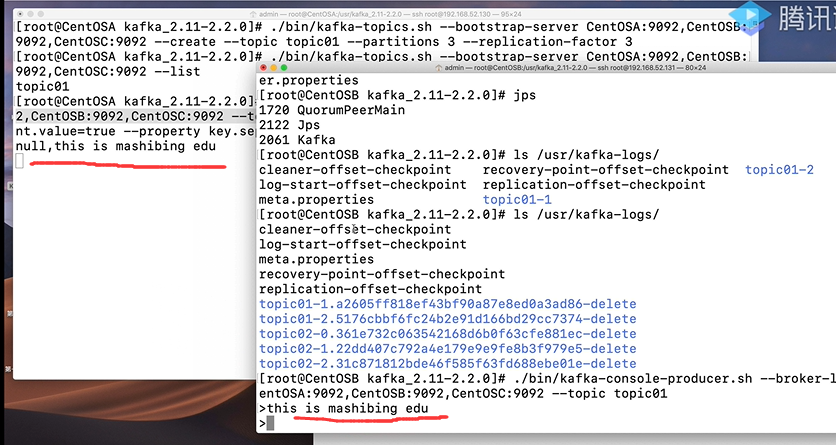 admin — root@CentOSA:/usr/kafka_2.11-2.2.0 — ssh root@192.168.52.130 — 95×24
[root@CentOSA kafka_2.11-2.2.0]# ./bin/kafka-topics.sh --bootstrap-server CentOSA:9092,CentOSB:
9092,CentOSC:9092 --create --topic topic01 --partitions 3 --replication-factor 3
[root@CentOSA kafka_2.11-2.2.0]# ./bin/kafka-topics.sh --bootstrap-server CentOSA:9092,CentOSB:
9092,CentOSC:9092 --list
topic01
[root@CentOSA kafka_2.11-2.2.0]
2,CentOSB:9092,CentOSC:9092 --to
nt.value=true --property key.se
null,this is mashibing edu
腾讯
admin — root@CentOSB:/usr/kafka_2.11-2.2.0 — ssh root@192.168.52.131 — 80×24
er.properties
[root@CentOSB kafka_2.11-2.2.0]# jps
1720 QuorumPeerMain
2122 Jps
2061 Kafka
[root@CentOSB kafka_2.11-2.2.0]# ls /usr/kafka-logs/
cleaner-offset-checkpoint    recovery-point-offset-checkpoint  topic01-2
log-start-offset-checkpoint  replication-offset-checkpoint
meta.properties              topic01-1
[root@CentOSB kafka_2.11-2.2.0]# ls /usr/kafka-logs/
cleaner-offset-checkpoint
log-start-offset-checkpoint
meta.properties
recovery-point-offset-checkpoint
replication-offset-checkpoint
topic01-1.a2605ff818ef43bf90a87e8ed0a3ad86-delete
topic01-2.5176cbbf6fc24b2e91d166bd29cc7374-delete
topic02-0.361e732c063542168d6b0f63cfe881ec-delete
topic02-1.22dd407c792a4e179e9e9fe8b3f979e5-delete
topic02-2.31c871812bde46f585f63fd688ebe01e-delete
[root@CentOSB kafka_2.11-2.2.0]# ./bin/kafka-console-producer.sh --broker-l
entOSA:9092,CentOSB:9092,CentOSC:9092 --topic topic01
>this is mashibing edu
>